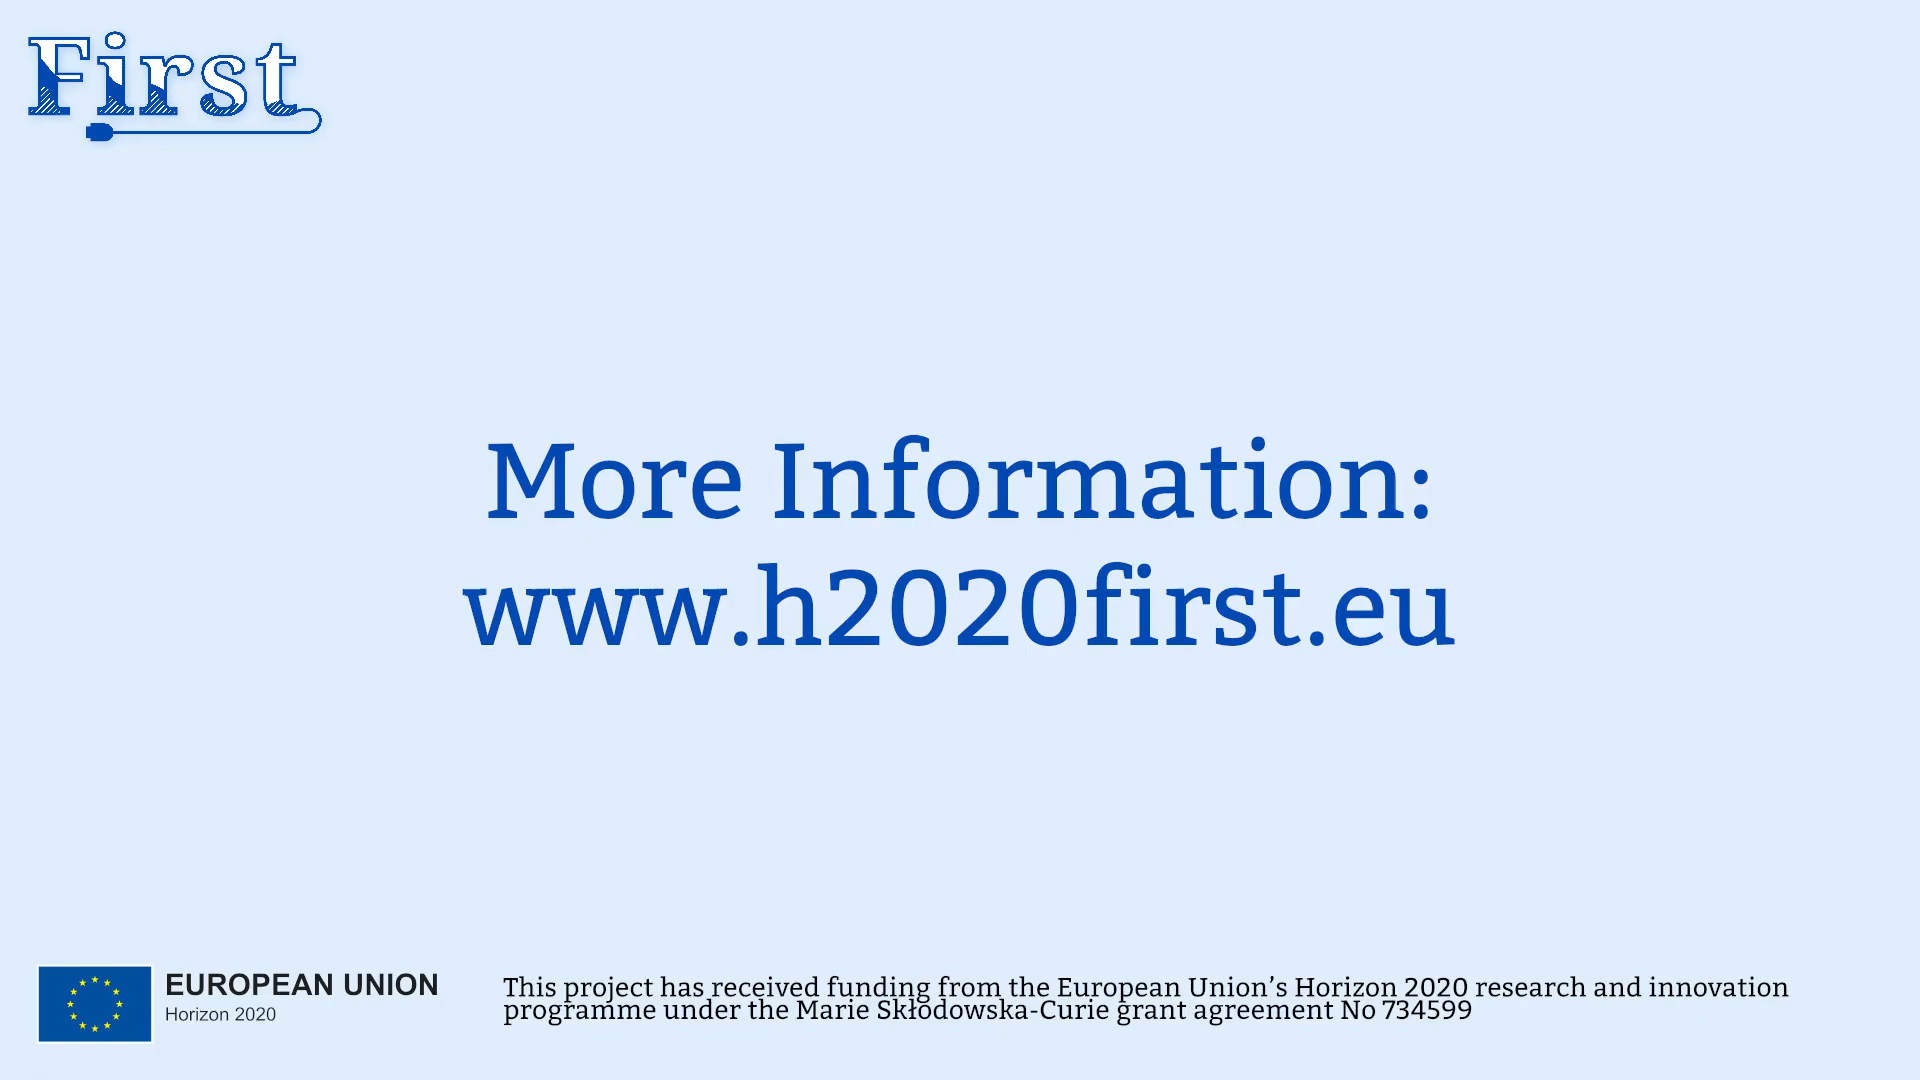 First
More Information:
www.h2020first.eu
EUROPEAN UNION
Horizon 2020
This project has received funding from the European Union’s Horizon 2020 research and innovation
programme under the Marie Skłodowska-Curie grant agreement No 734599